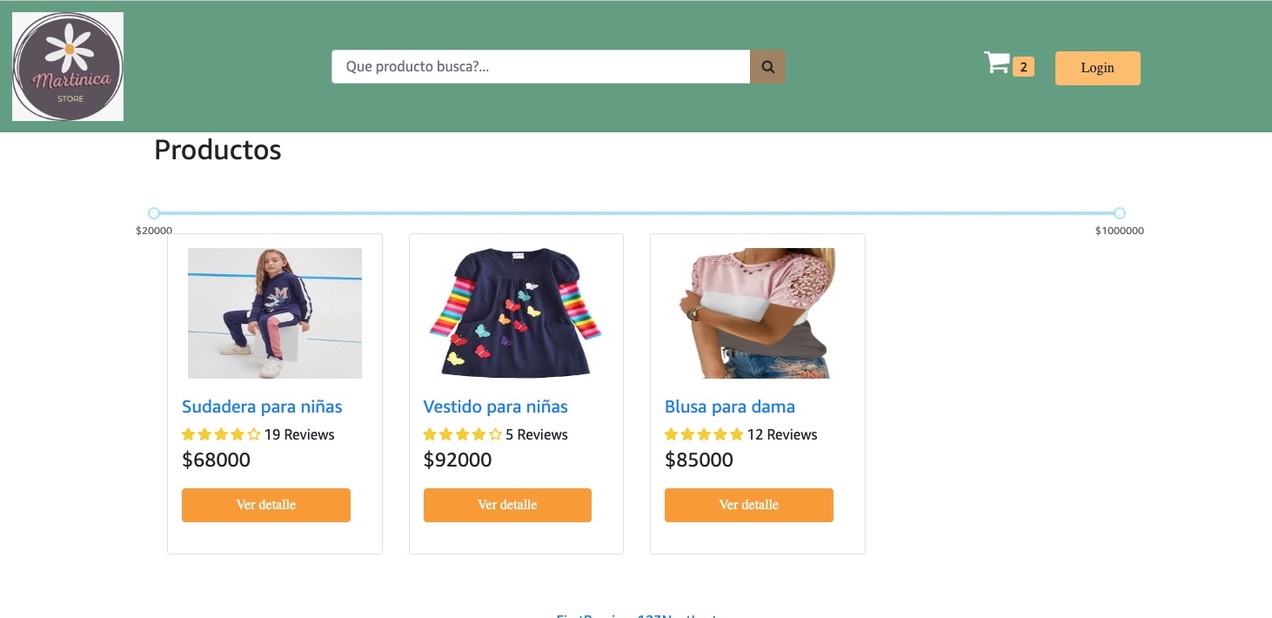 Martinica
STORE
Que producto busca?...
2
Login
Productos
$20000
$1000000
M
Sudadera para niñas
19 Reviews
$68000
Ver detalle
Vestido para niñas
5 Reviews
$92000
Ver detalle
Blusa para dama
12 Reviews
$85000
Ver detalle